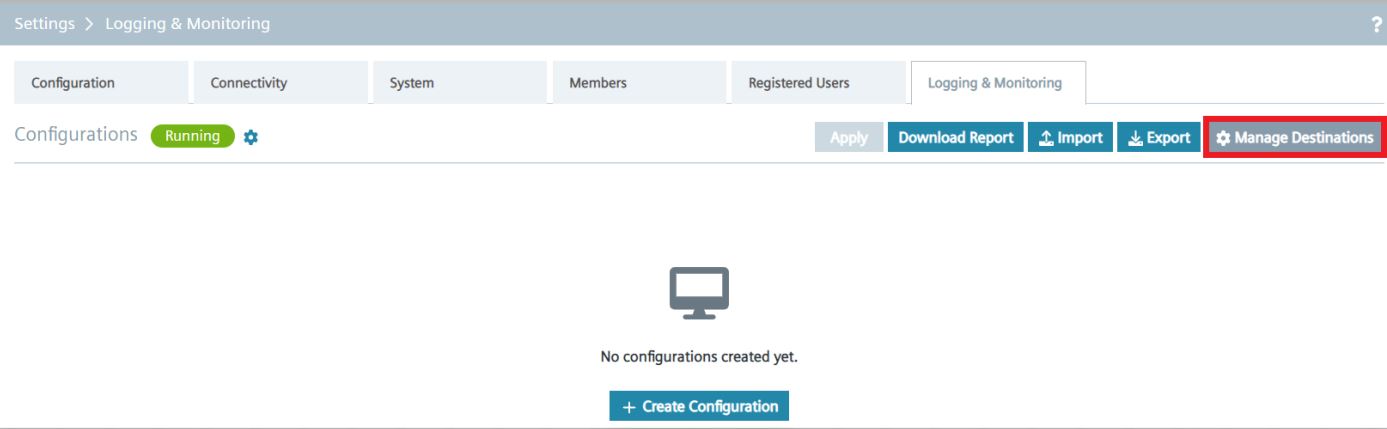 Settings > Logging & Monitoring ?
Configuration Connectivity System Members Registered Users Logging & Monitoring
Configurations Running Apply Download Report Import Export Manage Destinations
No configurations created yet.
+ Create Configuration